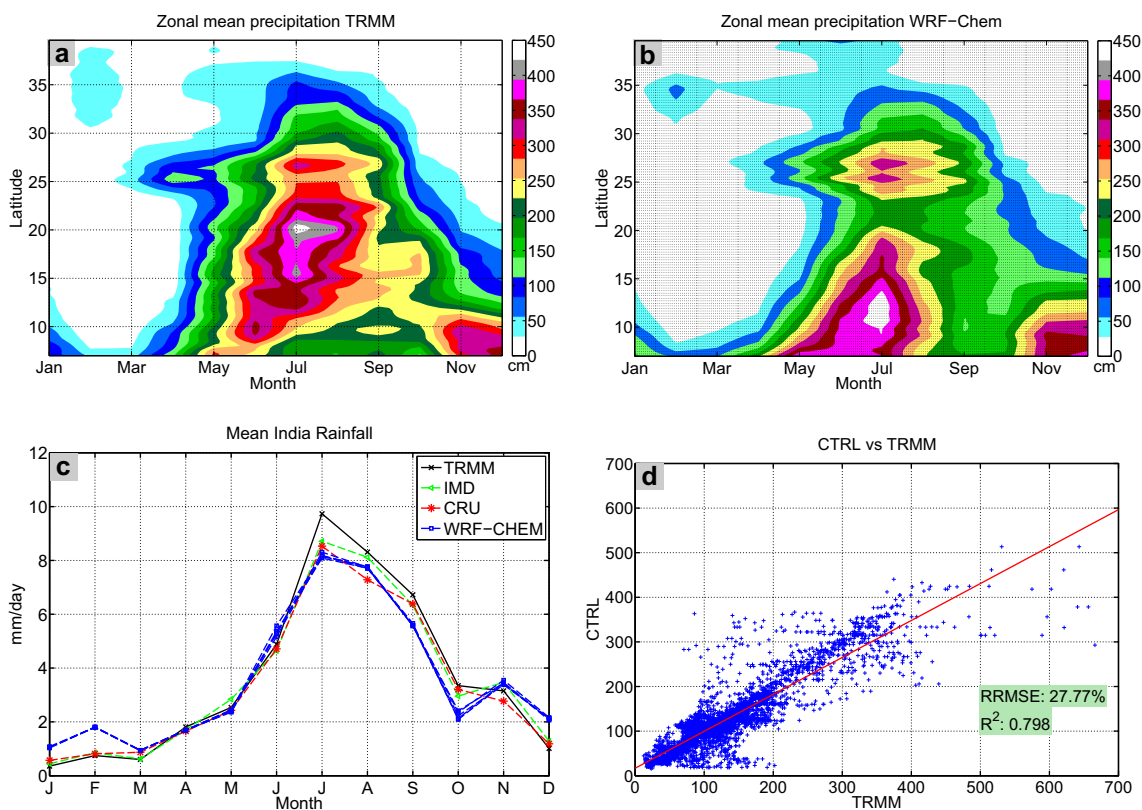 Zonal mean precipitation TRMM
a
Latitude
35
30
25
20
15
10
Jan Mar May Jul Sep Nov
Month
450
400
350
300
250
200
150
100
50
0
cm
Zonal mean precipitation WRF-Chem
b
Latitude
35
30
25
20
15
10
Jan Mar May Jul Sep Nov
Month
450
400
350
300
250
200
150
100
50
0
cm
Mean India Rainfall
c
mm/day
12
10
8
6
4
2
0
J F M A M J J A S O N D
Month
TRMM
IMD
CRU
WRF-CHEM
CTRL vs TRMM
d
CTRL
700
600
500
400
300
200
100
0
0 100 200 300 400 500 600 700
TRMM
RRMSE: 27.77%
R²: 0.798